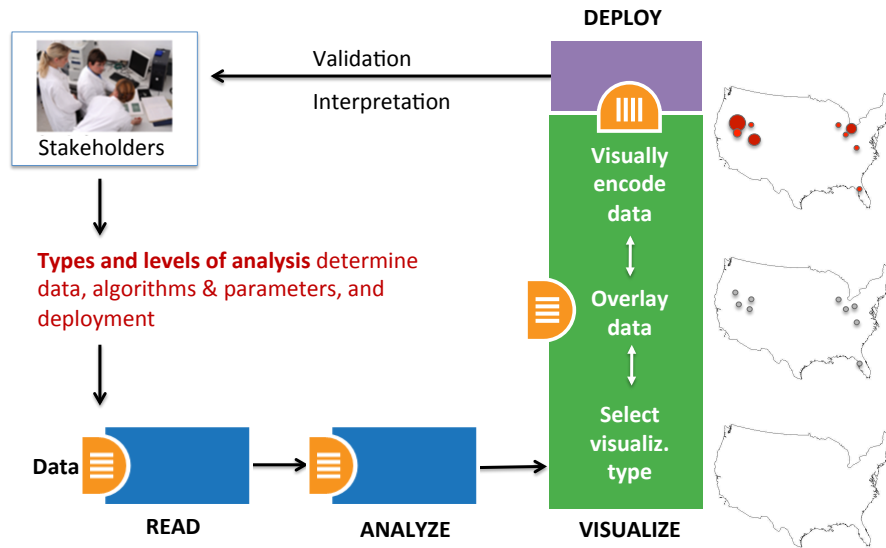 DEPLOY
Validation
Interpretation
Stakeholders
Types and levels of analysis determine
data, algorithms & parameters, and
deployment
Visually
encode
data
Overlay
data
Select
visualiz.
type
Data
READ
ANALYZE
VISUALIZE